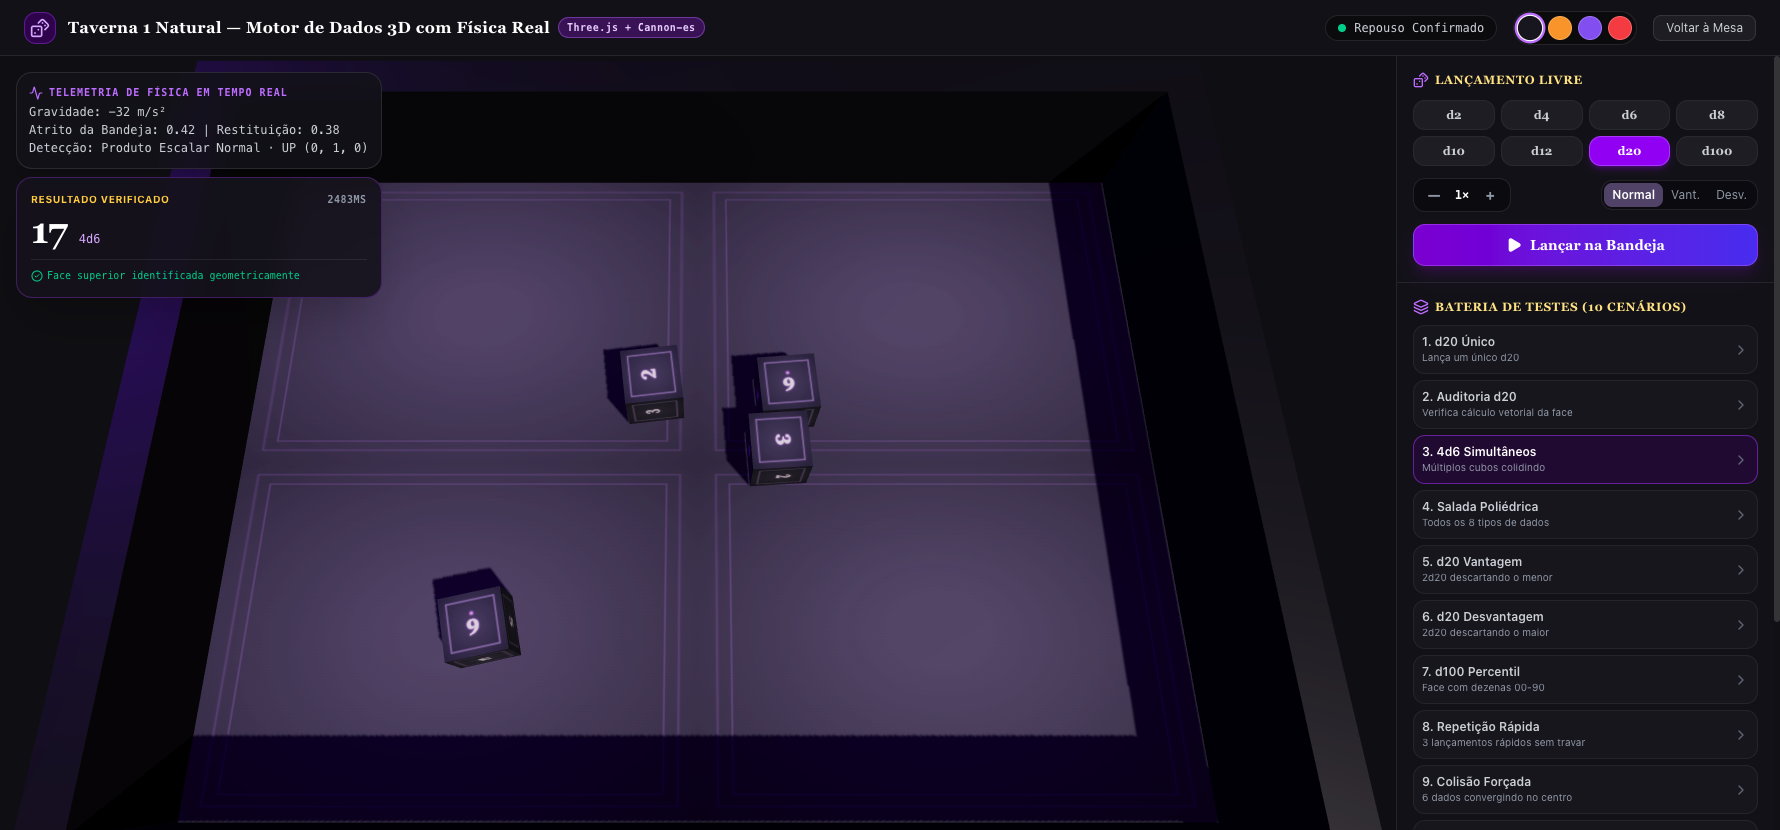 Taverna 1 Natural — Motor de Dados 3D com Física Real
Three.js + Cannon-es
Repouso Confirmado
Voltar à Mesa
TELEMETRIA DE FÍSICA EM TEMPO REAL
Gravidade: −32 m/s²
Atrito da Bandeja: 0.42 | Restituição: 0.38
Detecção: Produto Escalar Normal · UP (0, 1, 0)
RESULTADO VERIFICADO
2483MS
17 4d6
Face superior identificada geometricamente
2
3
6
3
2
6
LANÇAMENTO LIVRE
d2 d4 d6 d8
d10 d12 d20 d100
— 1× +
Normal Vant. Desv.
Lançar na Bandeja
BATERIA DE TESTES (10 CENÁRIOS)
1. d20 Único
Lança um único d20
2. Auditoria d20
Verifica cálculo vetorial da face
3. 4d6 Simultâneos
Múltiplos cubos colidindo
4. Salada Poliédrica
Todos os 8 tipos de dados
5. d20 Vantagem
2d20 descartando o menor
6. d20 Desvantagem
2d20 descartando o maior
7. d100 Percentil
Face com dezenas 00-90
8. Repetição Rápida
3 lançamentos rápidos sem travar
9. Colisão Forçada
6 dados convergindo no centro